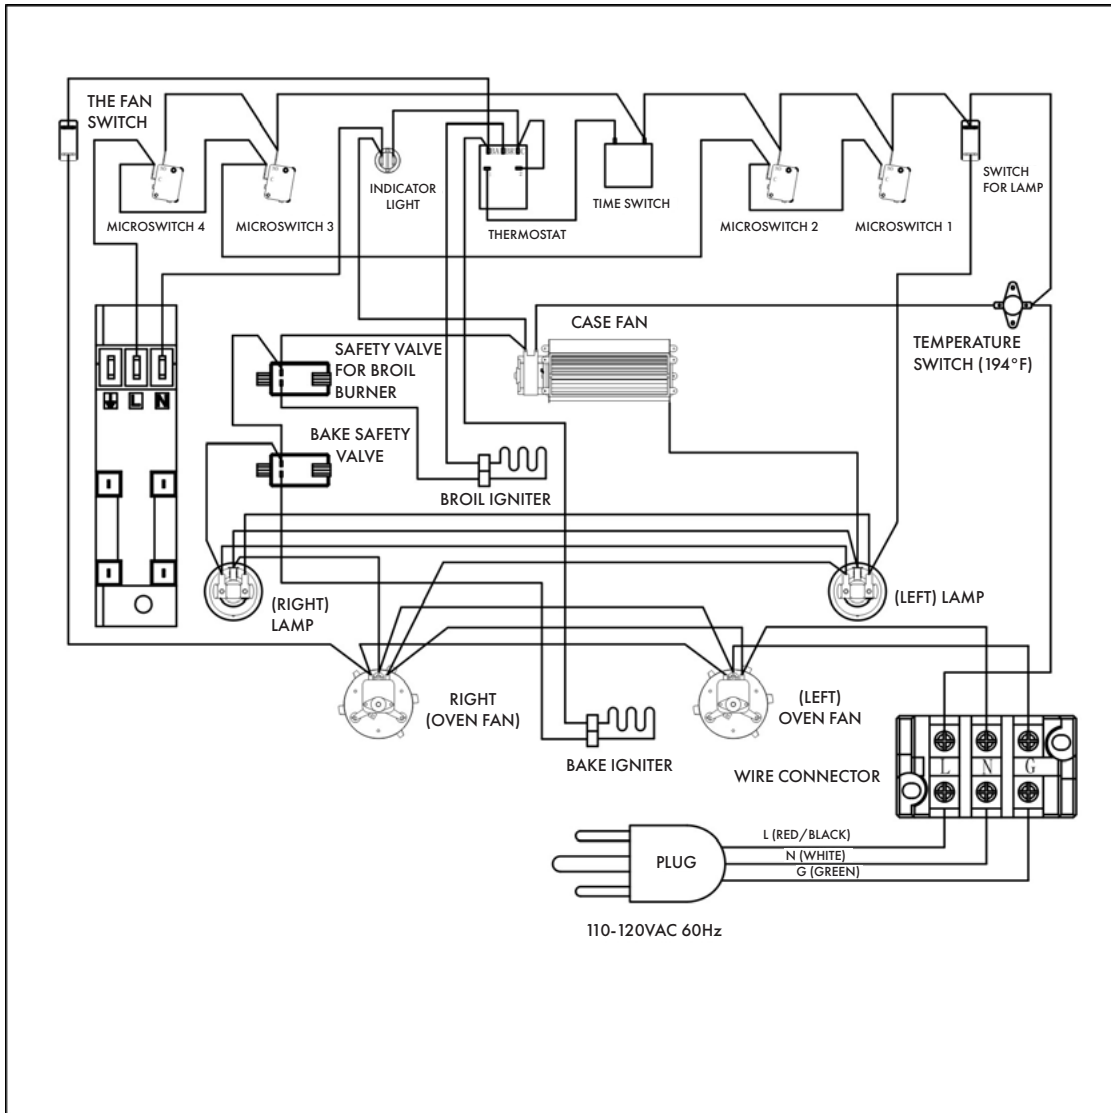 THE FAN
SWITCH
MICROSWITCH 4
MICROSWITCH 3
INDICATOR
LIGHT
THERMOSTAT
TIME SWITCH
MICROSWITCH 2
MICROSWITCH 1
SWITCH
FOR LAMP
CASE FAN
TEMPERATURE
SWITCH (194°F)
SAFETY VALVE
FOR BROIL
BURNER
L N
BAKE SAFETY
VALVE
BROIL IGNITER
(RIGHT)
LAMP
(LEFT) LAMP
RIGHT
(OVEN FAN)
(LEFT)
OVEN FAN
BAKE IGNITER
WIRE CONNECTOR
L N G
PLUG
L (RED/BLACK)
N (WHITE)
G (GREEN)
110-120VAC 60Hz